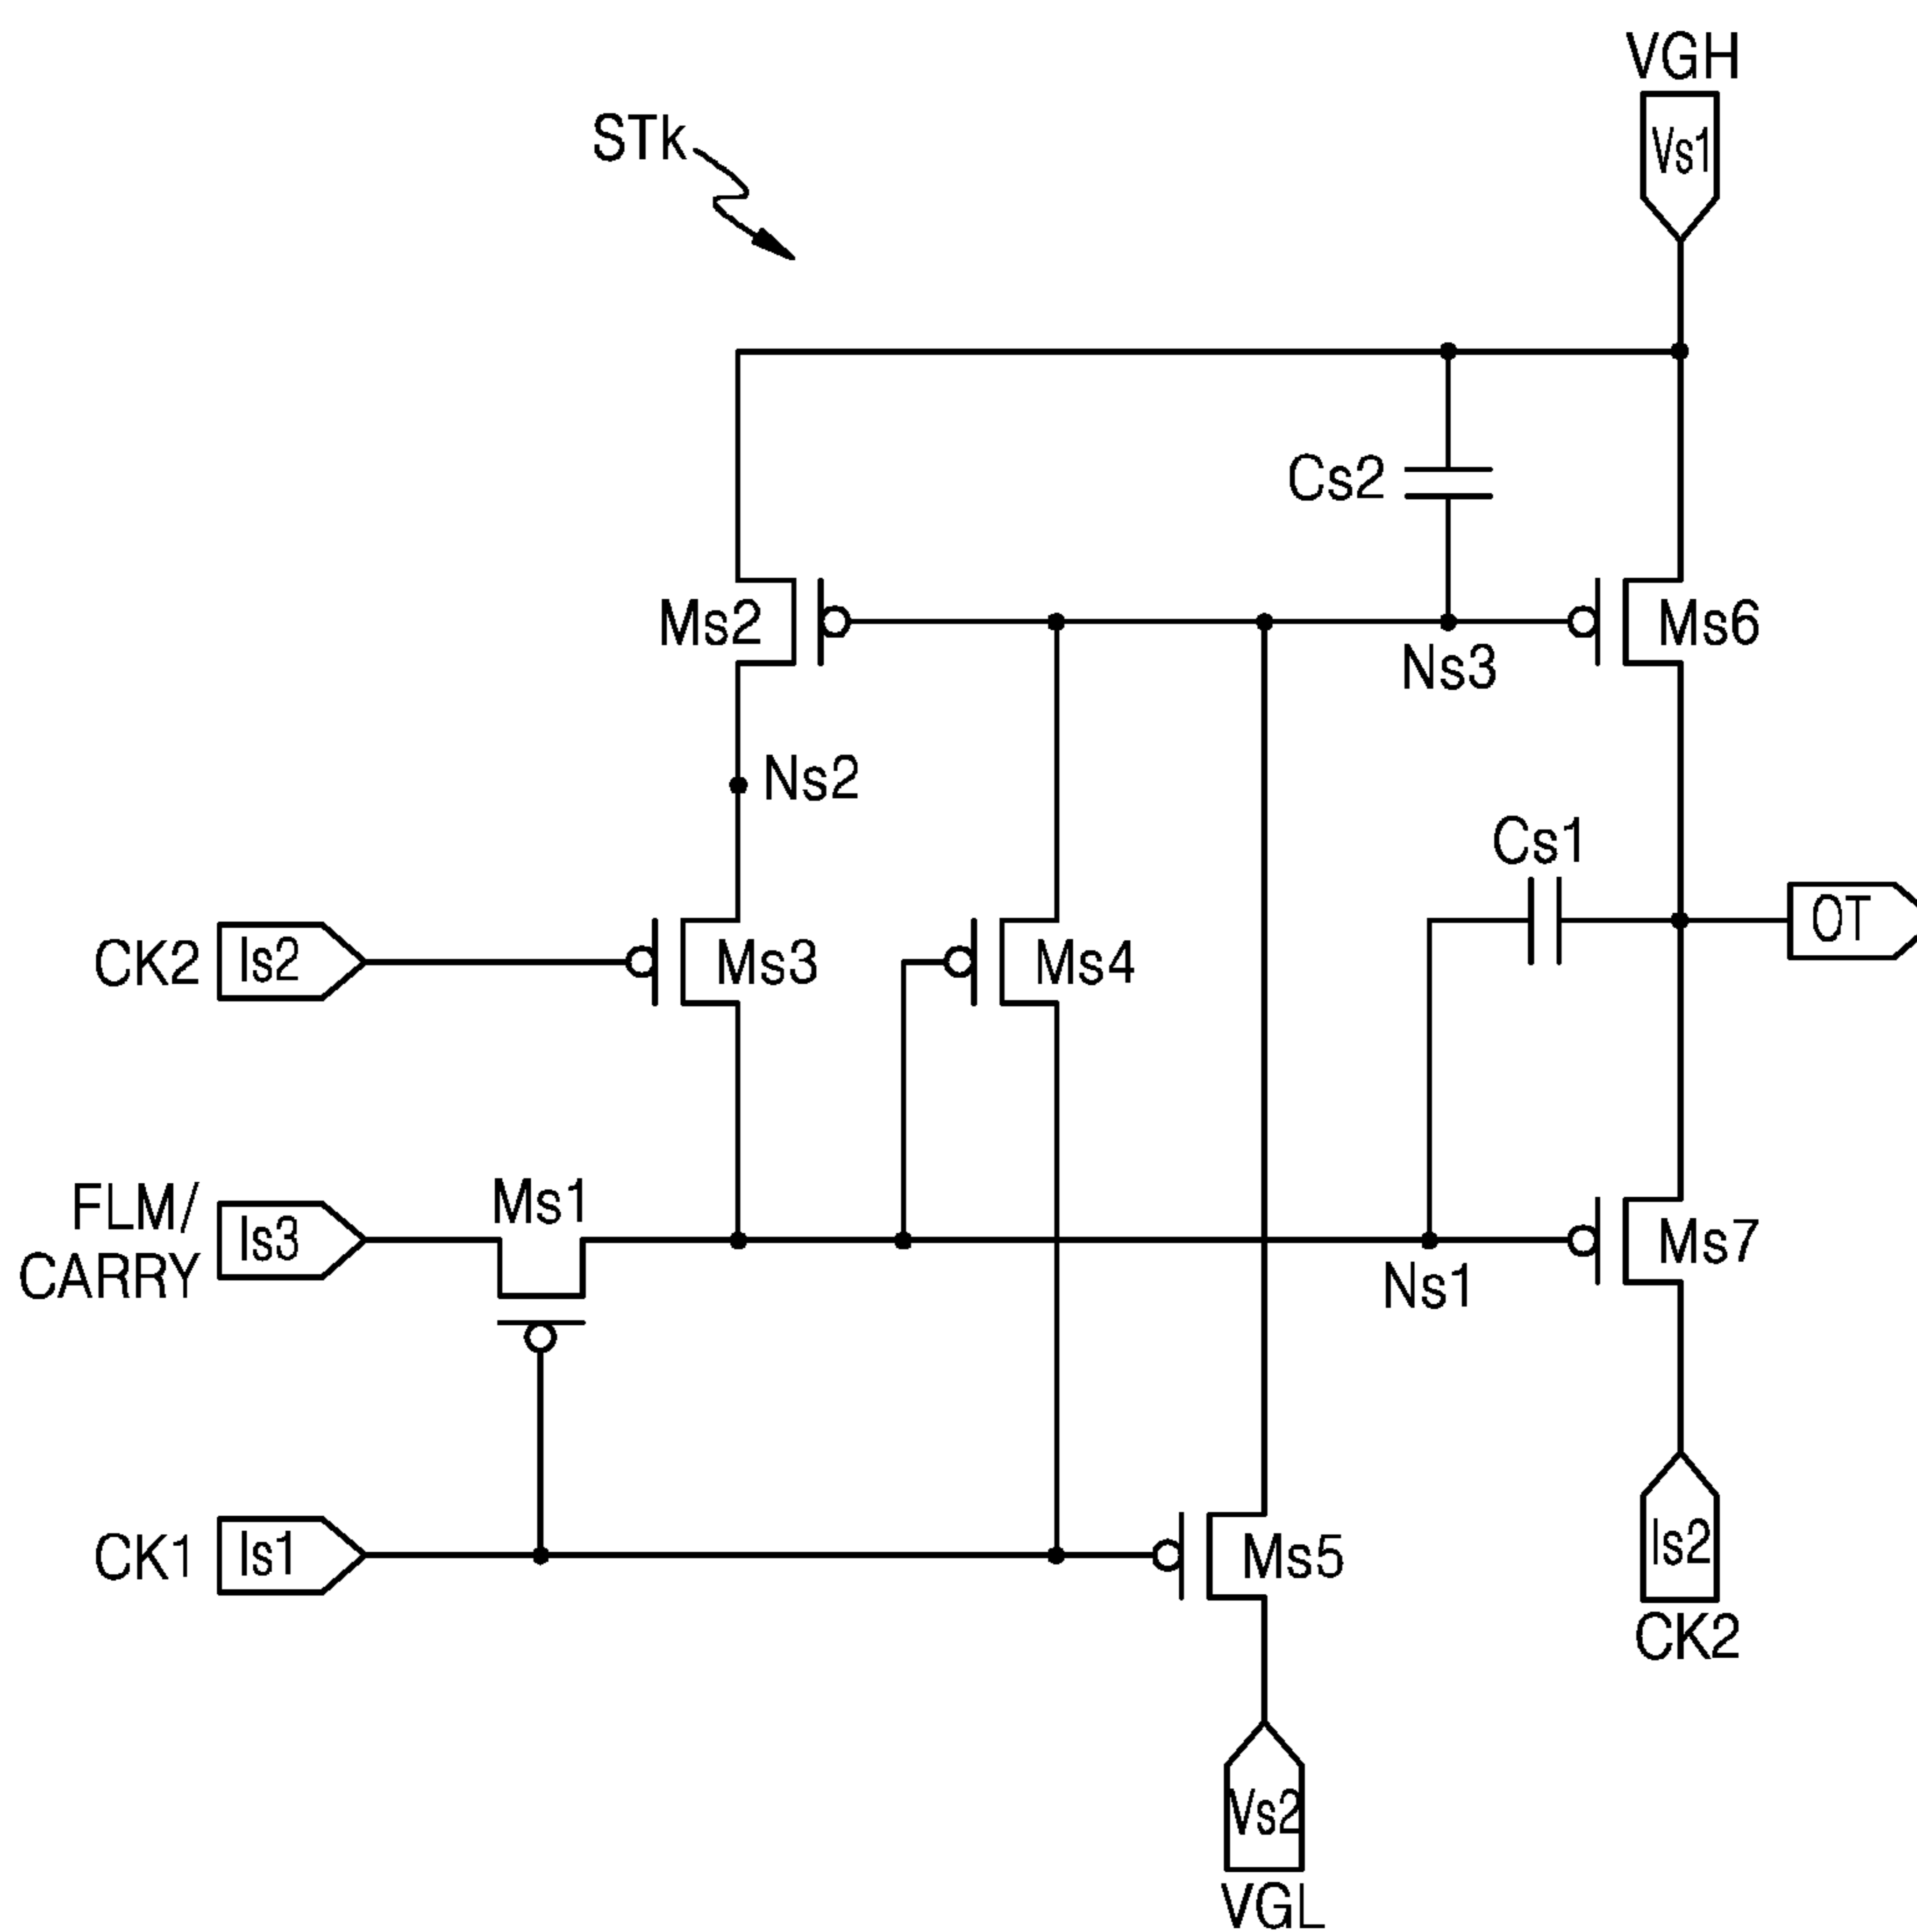 VGH
Vs1
STk
Cs2
Ms2
Ms6
Ns3
Ns2
Cs1
OT
CK2
Is2
Ms3
Ms4
FLM/
CARRY
Is3
Ms1
Ms7
Ns1
CK1
Is1
Ms5
Is2
CK2
Vs2
VGL